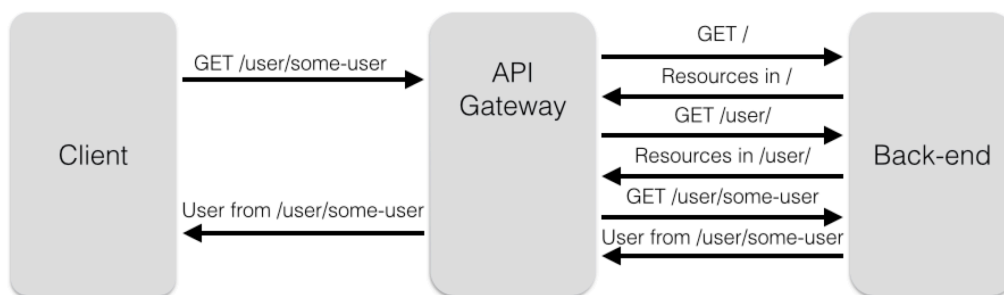 GET /
GET /user/some-user
API
Gateway
Resources in /
GET /user/
Client
Resources in /user/
Back-end
GET /user/some-user
User from /user/some-user
User from /user/some-user